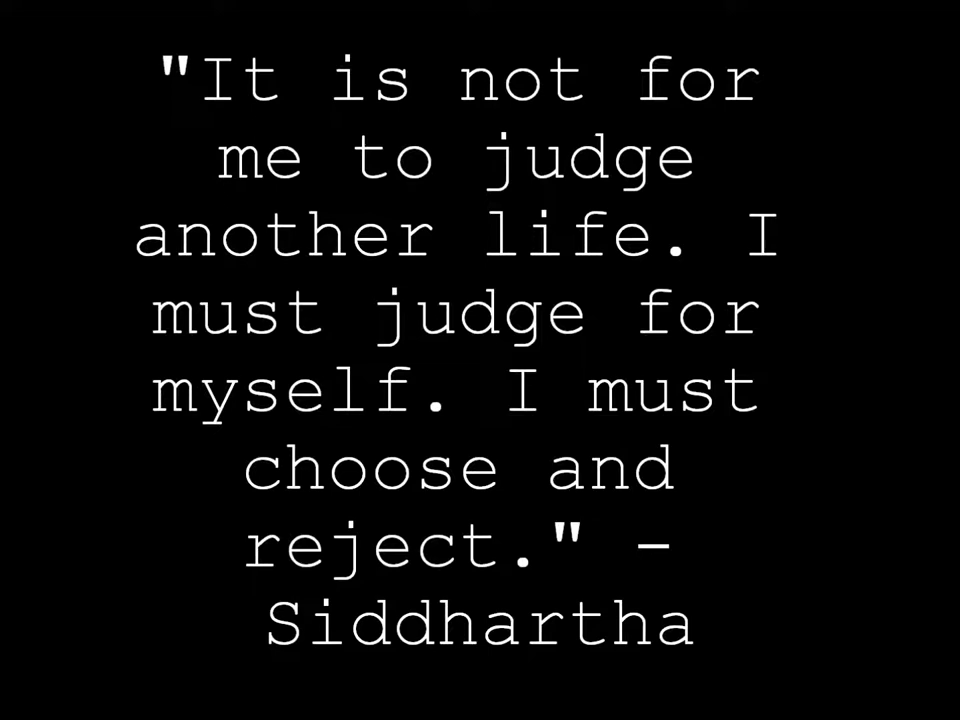 "It is not for
me to judge
another life. I
must judge for
myself. I must
choose and
reject." -
Siddhartha